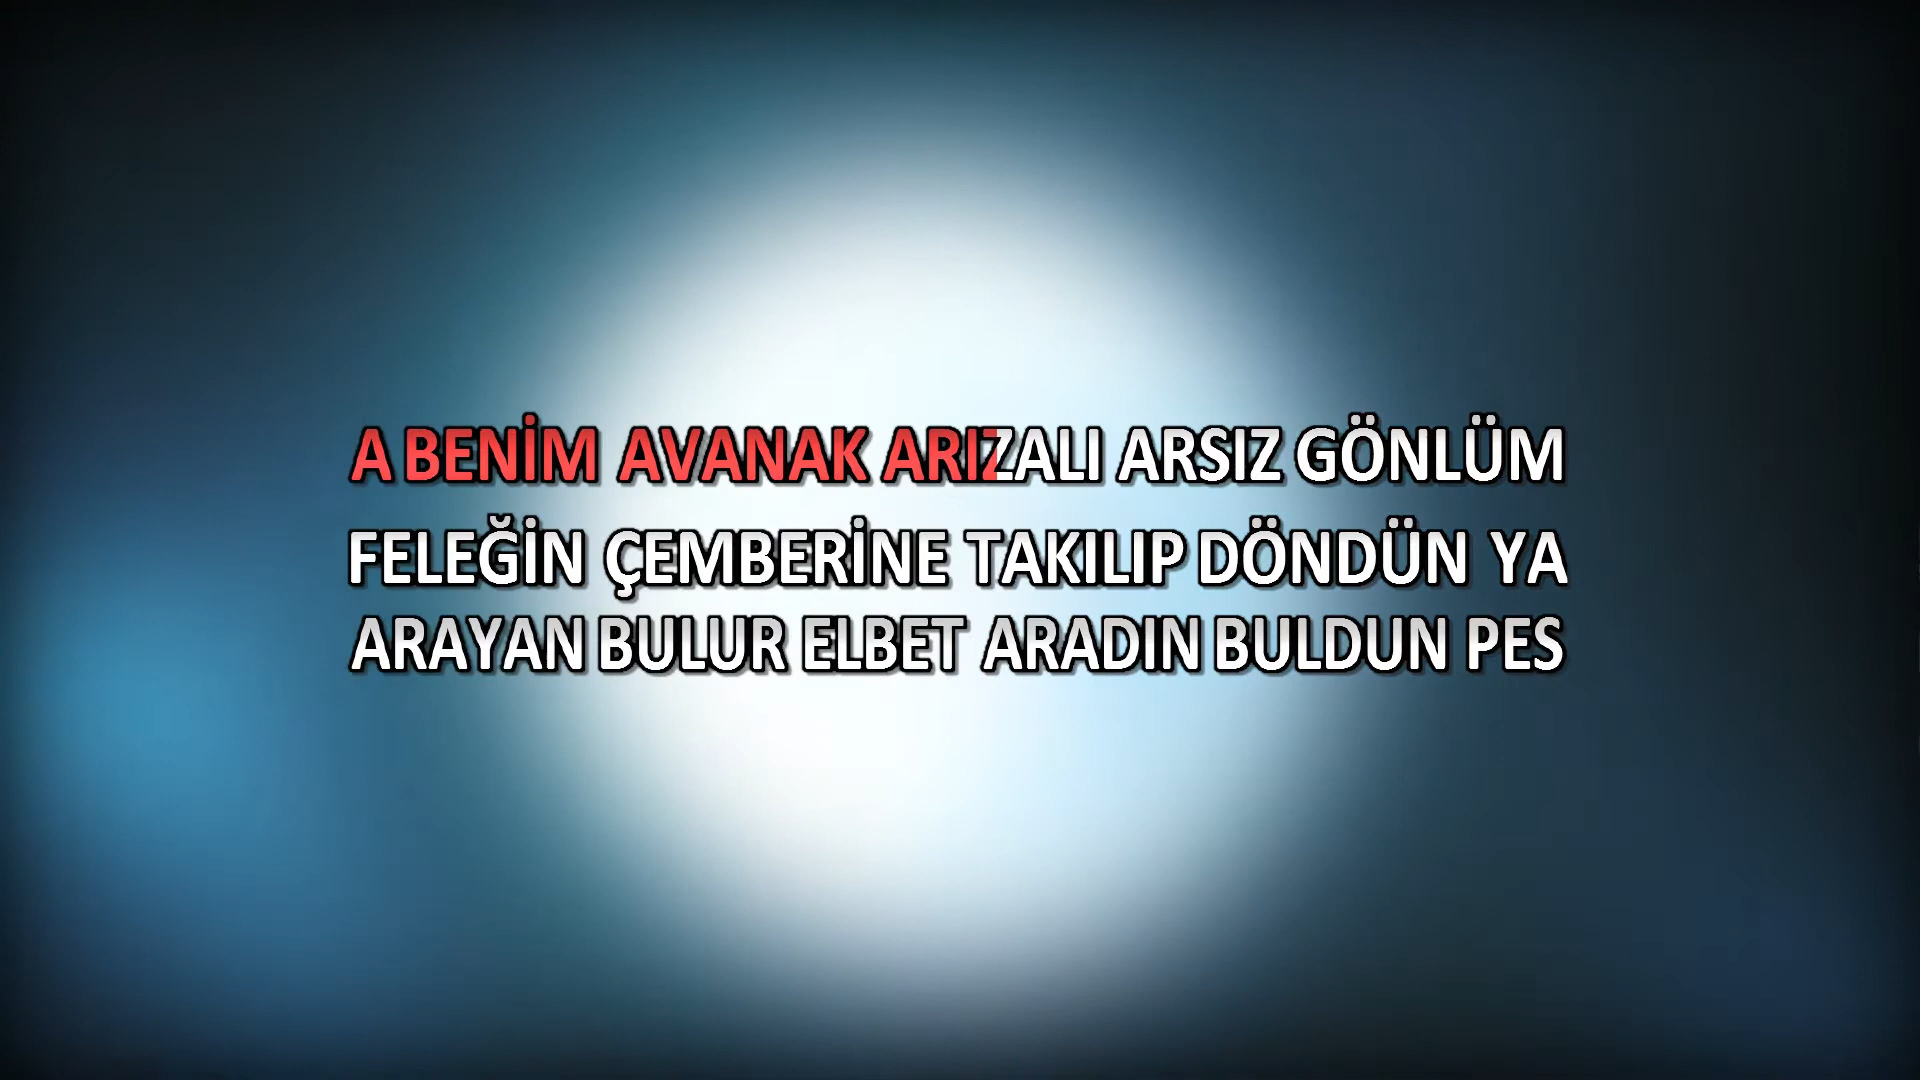 A BENİM AVANAK ARIZALI ARSIZ GÖNLÜM
FELEĞİN ÇEMBERİNE TAKILIP DÖNDÜN YA
ARAYAN BULUR ELBET ARADIN BULDUN PES